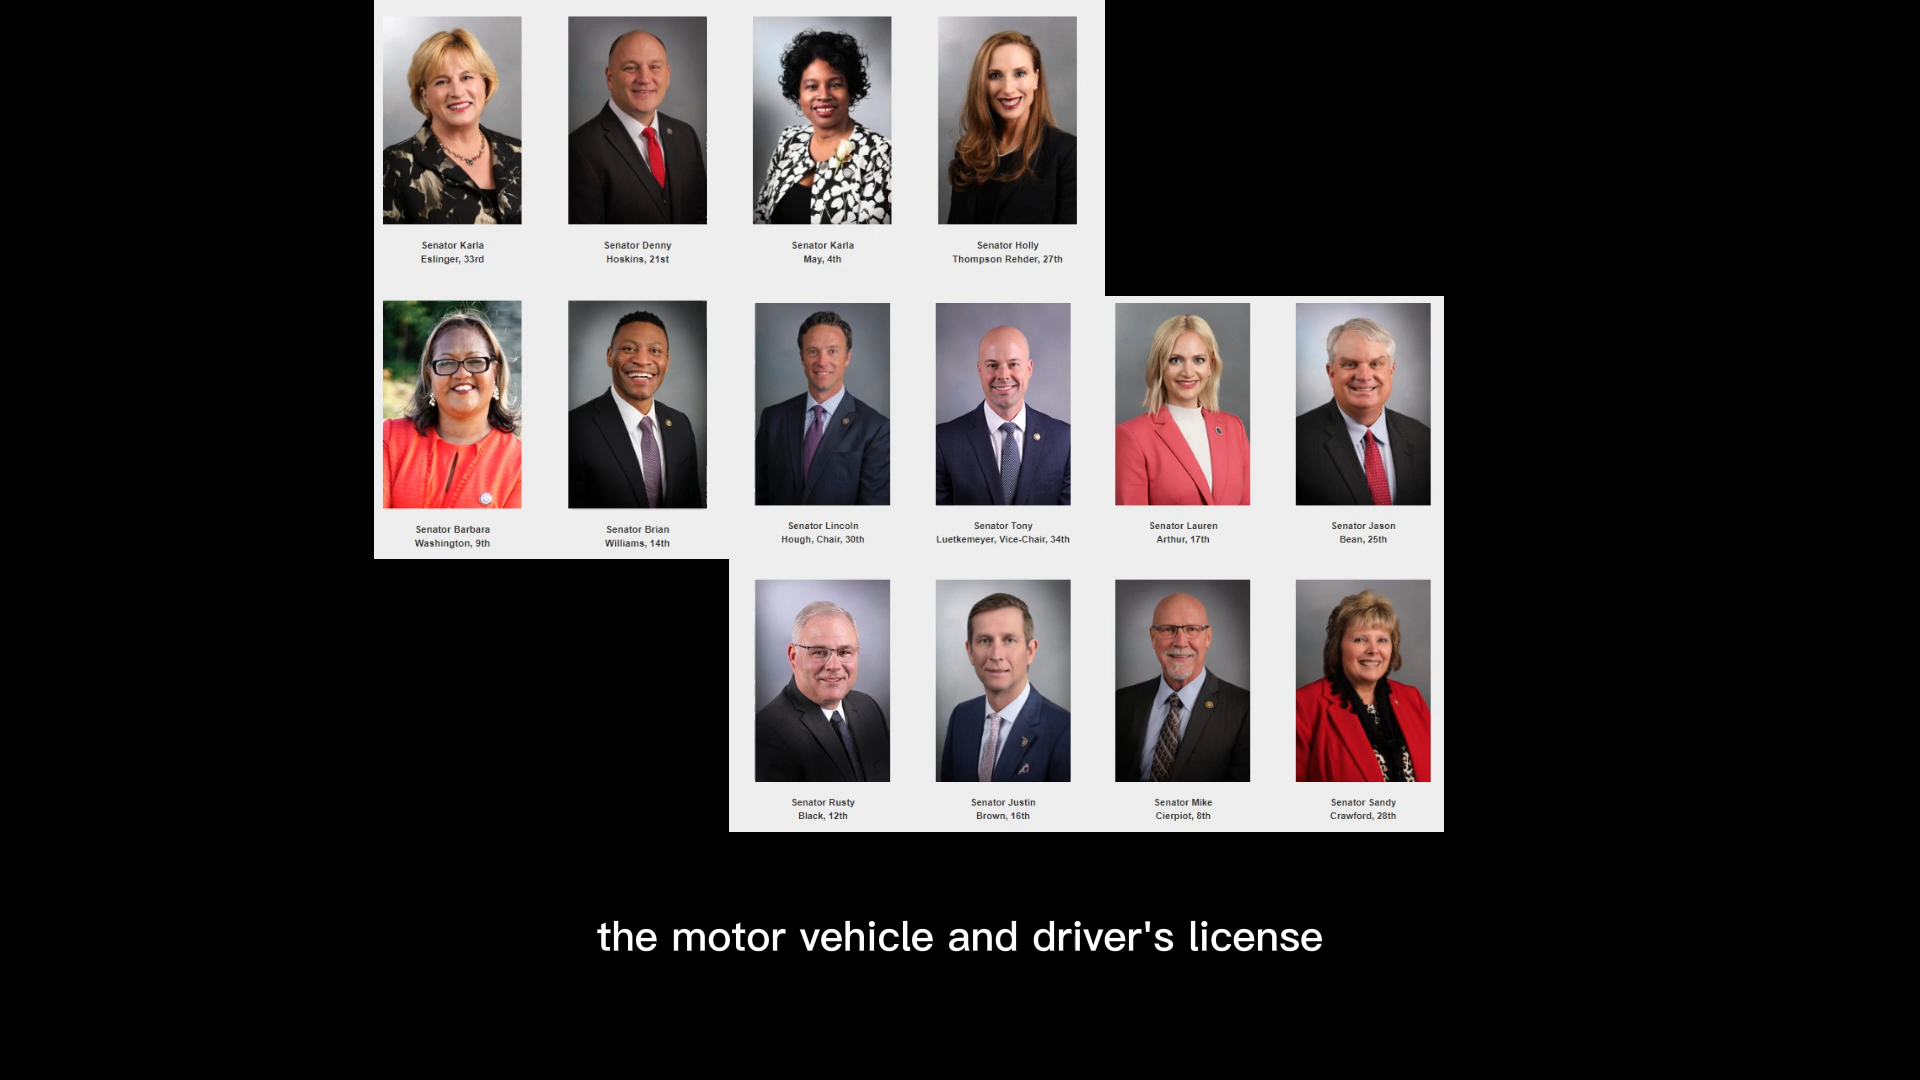 Senator Karla
Eslinger, 33rd
Senator Denny
Hoskins, 21st
Senator Karla
May, 4th
Senator Holly
Thompson Rehder, 27th
Senator Barbara
Washington, 9th
Senator Brian
Williams, 14th
Senator Lincoln
Hough, Chair, 30th
Senator Tony
Luetkemeyer, Vice-Chair, 34th
Senator Lauren
Arthur, 17th
Senator Jason
Bean, 25th
Senator Rusty
Black, 12th
Senator Justin
Brown, 16th
Senator Mike
Cierpiot, 8th
Senator Sandy
Crawford, 28th
the motor vehicle and driver's license